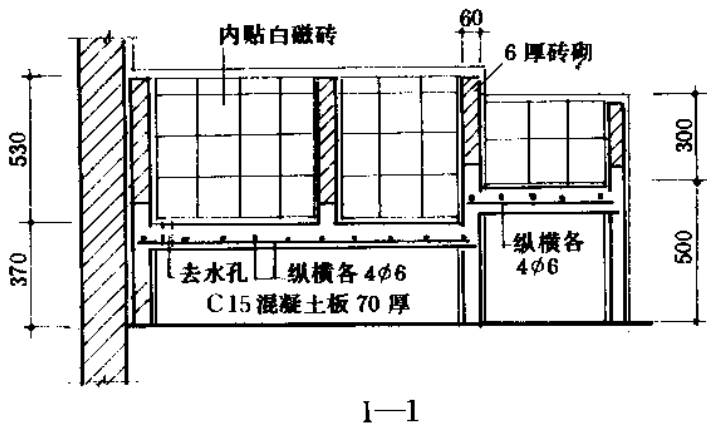 60
内贴白磁砖
6 厚砖砌
530
370
300
500
去水孔
纵横各 4φ6
C15 混凝土板 70 厚
纵横各
4φ6
1—1